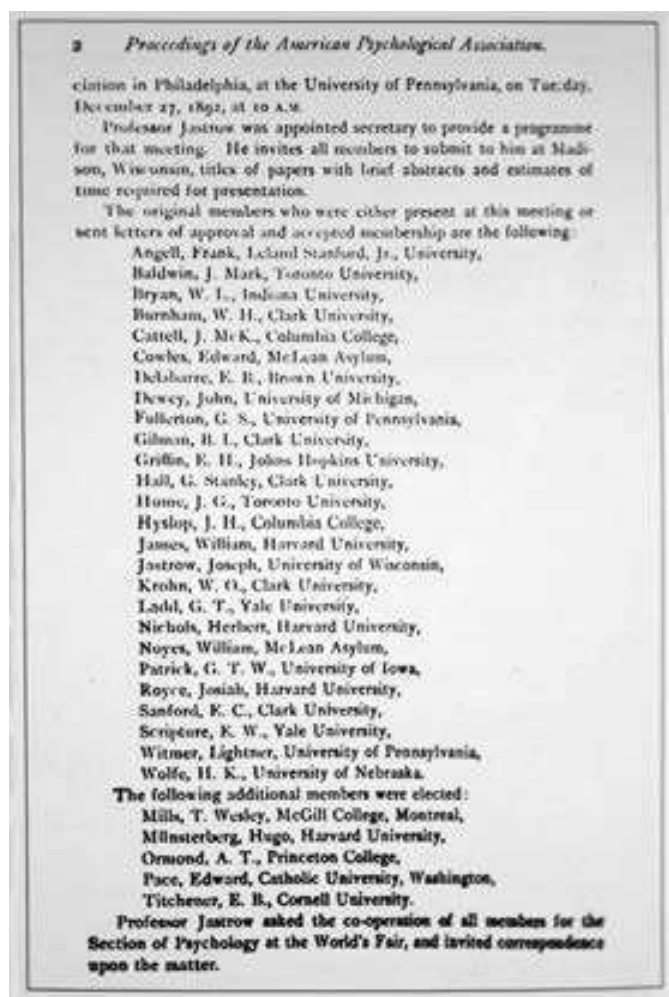 2 Proceedings of the American Psychological Association.
ciation in Philadelphia, at the University of Pennsylvania, on Tuesday,
December 27, 1892, at 10 A.M.
Professor Jastrow was appointed secretary to provide a programme
for that meeting. He invites all members to submit to him at Madi-
son, Wisconsin, titles of papers with brief abstracts and estimates of
time required for presentation.
The original members who were either present at this meeting or
sent letters of approval and accepted membership are the following:
Angell, Frank, Leland Stanford, Jr., University,
Baldwin, J. Mark, Toronto University,
Bryan, W. L., Indiana University,
Burnham, W. H., Clark University,
Cattell, J. McK., Columbia College,
Cowles, Edward, McLean Asylum,
Delabarre, E. B., Brown University,
Dewey, John, University of Michigan,
Fullerton, G. S., University of Pennsylvania,
Gilman, B. I., Clark University,
Griffin, E. H., Johns Hopkins University,
Hall, G. Stanley, Clark University,
Hume, J. G., Toronto University,
Hyslop, J. H., Columbia College,
James, William, Harvard University,
Jastrow, Joseph, University of Wisconsin,
Krohn, W. O., Clark University,
Ladd, G. T., Yale University,
Nichols, Herbert, Harvard University,
Noyes, William, McLean Asylum,
Patrick, G. T. W., University of Iowa,
Royce, Josiah, Harvard University,
Sanford, E. C., Clark University,
Scripture, E. W., Yale University,
Witmer, Lightner, University of Pennsylvania,
Wolfe, H. K., University of Nebraska.
The following additional members were elected:
Mills, T. Wesley, McGill College, Montreal,
Münsterberg, Hugo, Harvard University,
Ormond, A. T., Princeton College,
Pace, Edward, Catholic University, Washington,
Titchener, E. B., Cornell University.
Professor Jastrow asked the co-operation of all members for the
Section of Psychology at the World's Fair, and invited correspondence
upon the matter.